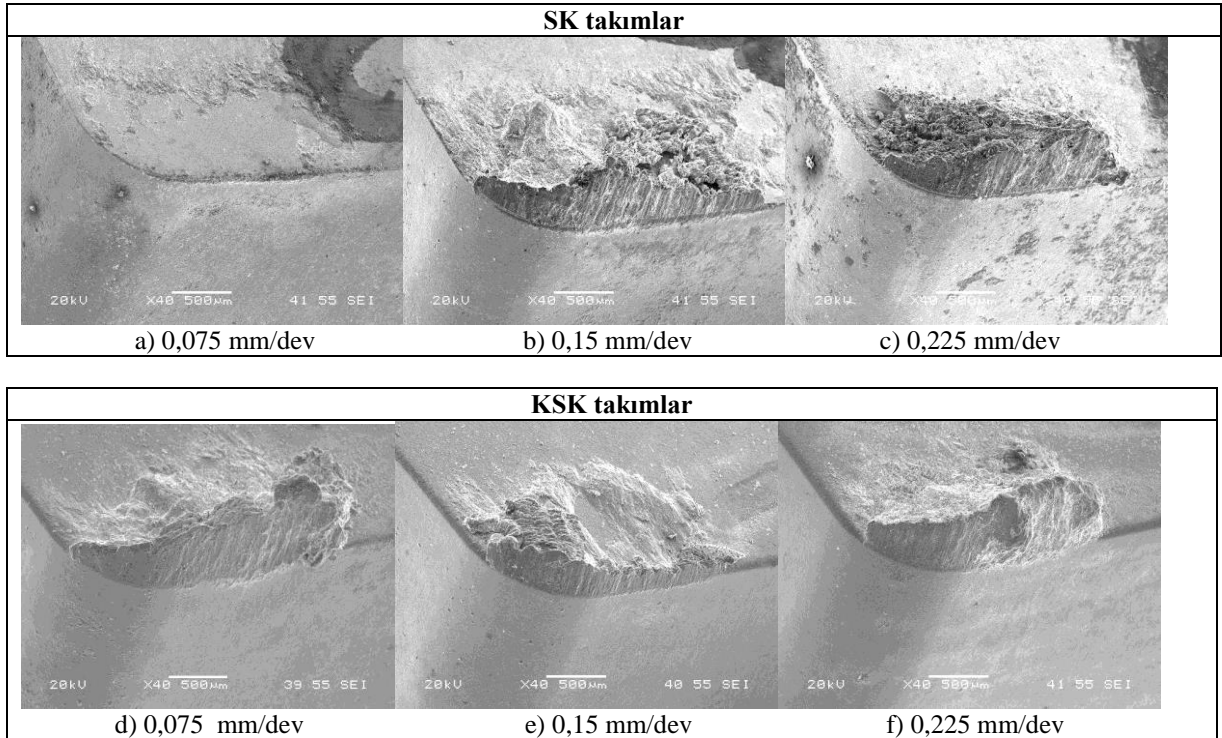 SK takımlar
20kV X40 500µm 41 55 SEI
20kV X40 500µm 41 55 SEI
20kV X40 500µm
a) 0,075 mm/dev
b) 0,15 mm/dev
c) 0,225 mm/dev
KSK takımlar
20kV X40 500µm 39 55 SEI
20kV X40 500µm 40 55 SEI
20kV X40 500µm 41 55 SEI
d) 0,075 mm/dev
e) 0,15 mm/dev
f) 0,225 mm/dev